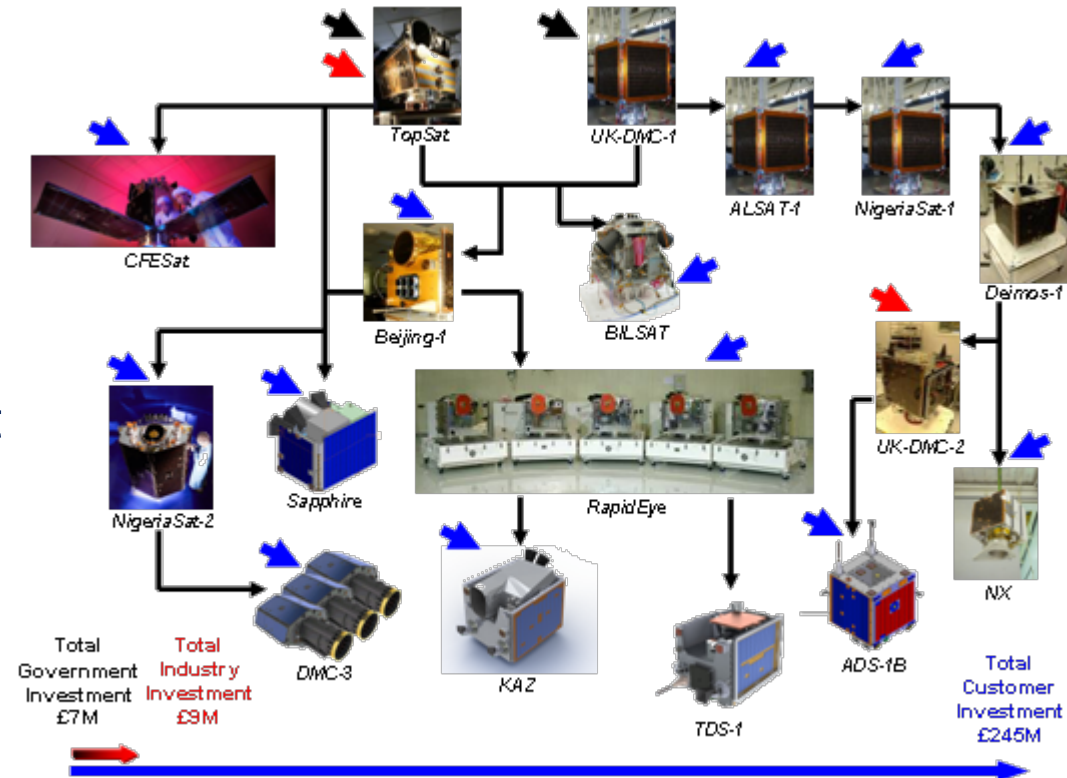 TopSat
UK-DMC-1
ALSAT-1
NigeriaSat-1
CFESat
Deimos-1
Beijing-1
BILSAT
UK-DMC-2
Sapphire
RapidEye
NigeriaSat-2
NX
DMC-3
KAZ
ADS-1B
TDS-1
Total
Government
Investment
£7M
Total
Industry
Investment
£9M
Total
Customer
Investment
£245M